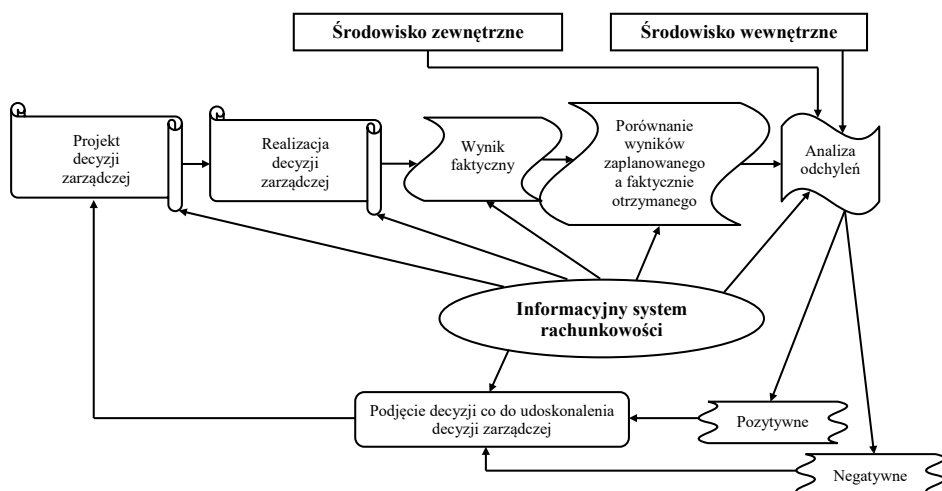 Środowisko zewnętrzne
Środowisko wewnętrzne
Projekt
decyzji
zarządczej
Realizacja
decyzji
zarządczej
Wynik
faktyczny
Porównanie
wyników
zaplanowanego
a faktycznie
otrzymanego
Analiza
odchyleń
Informacyjny system
rachunkowości
Podjęcie decyzji co do udoskonalenia
decyzji zarządczej
Pozytywne
Negatywne